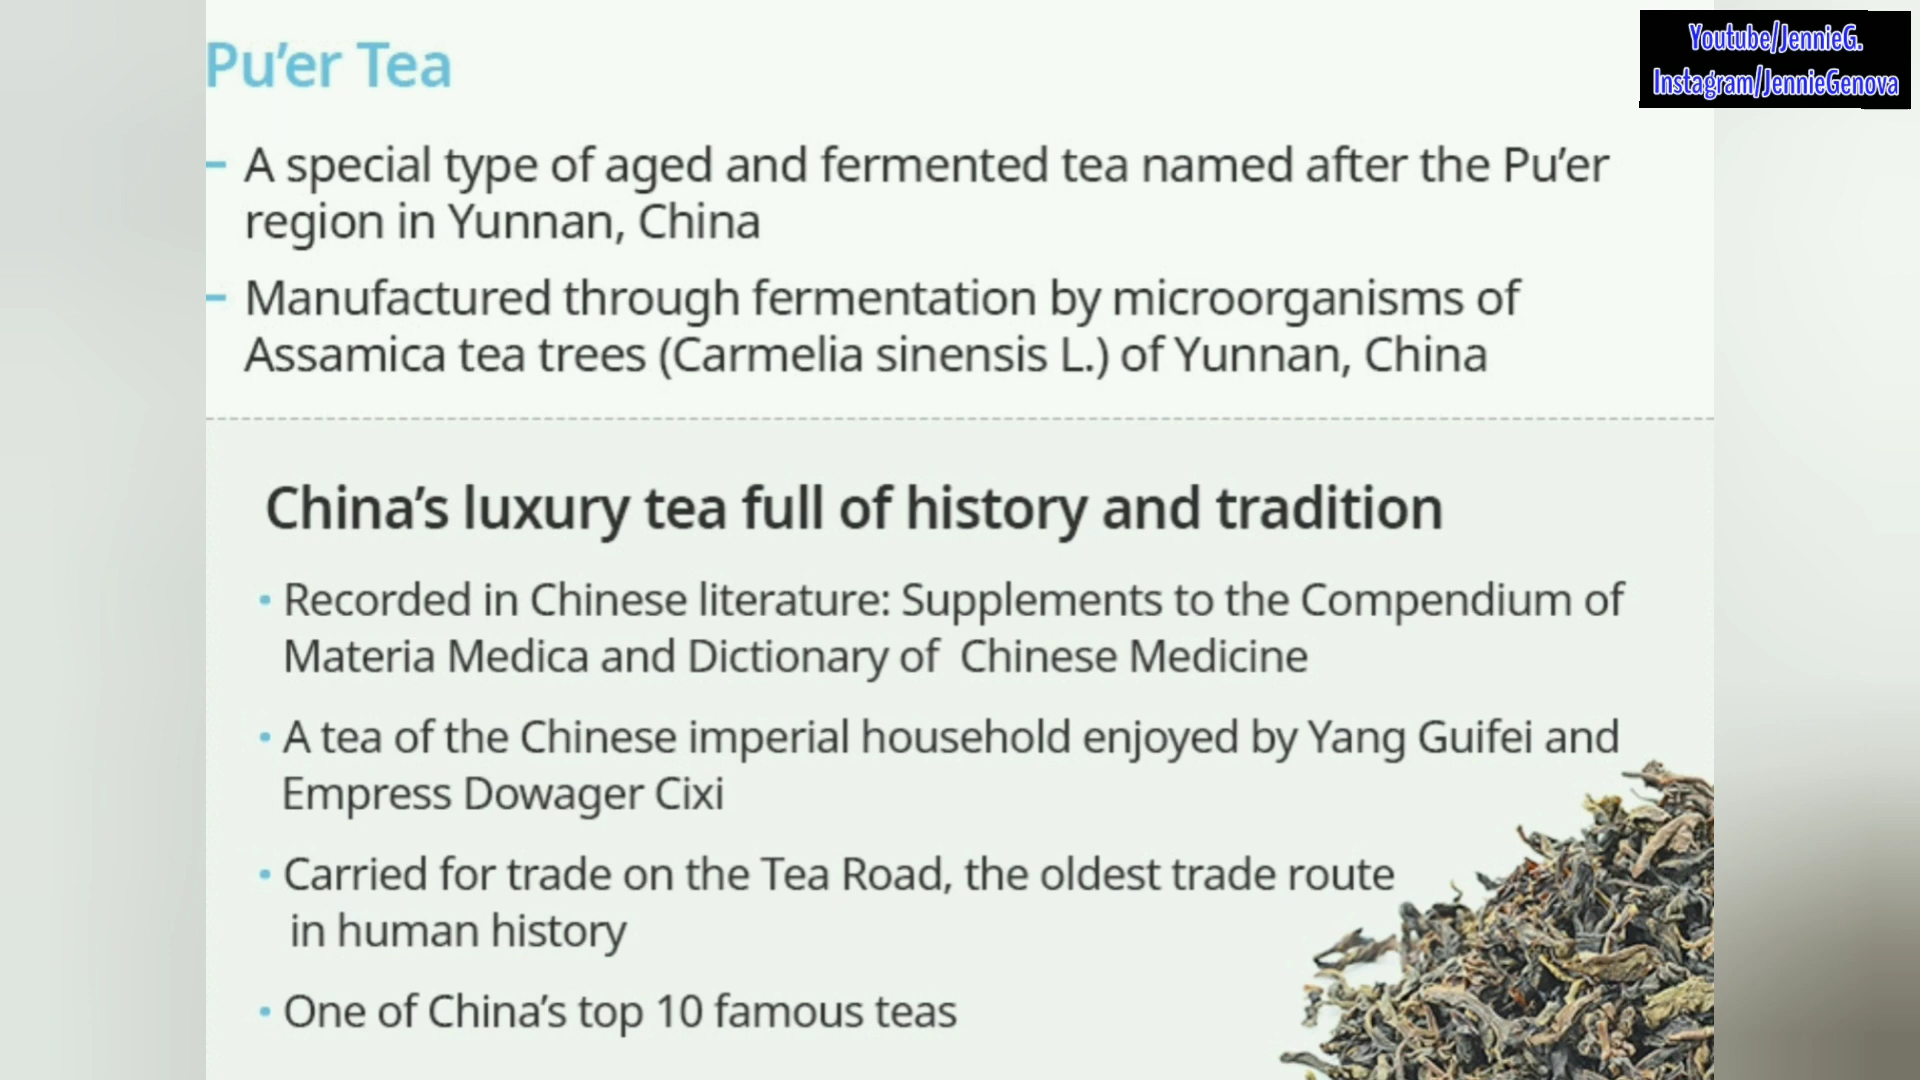 Pu’er Tea
Youtube/JennieG.
Instagram/JennieGenova
– A special type of aged and fermented tea named after the Pu’er
region in Yunnan, China
– Manufactured through fermentation by microorganisms of
Assamica tea trees (Carmelia sinensis L.) of Yunnan, China
China’s luxury tea full of history and tradition
• Recorded in Chinese literature: Supplements to the Compendium of
Materia Medica and Dictionary of Chinese Medicine
• A tea of the Chinese imperial household enjoyed by Yang Guifei and
Empress Dowager Cixi
• Carried for trade on the Tea Road, the oldest trade route
in human history
• One of China’s top 10 famous teas